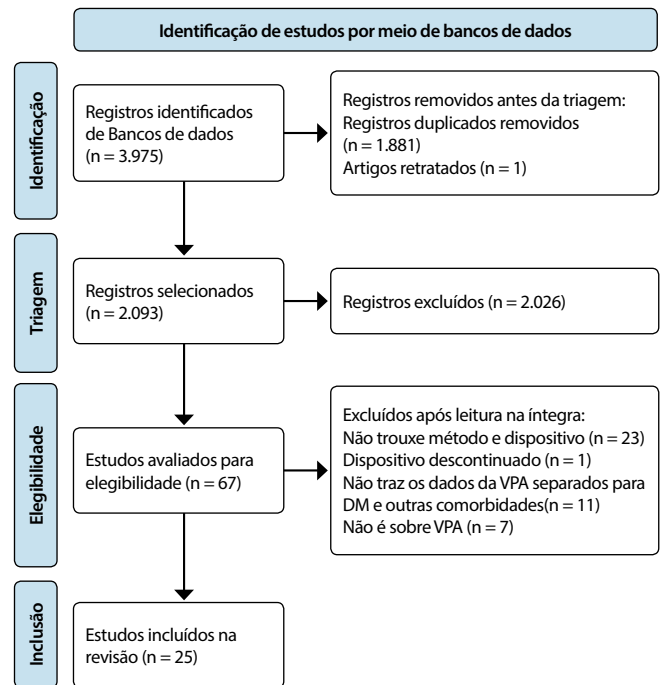 Identificação de estudos por meio de bancos de dados
Identificação
Registros identificados
de Bancos de dados
(n = 3.975)
Registros removidos antes da triagem:
Registros duplicados removidos
(n = 1.881)
Artigos retratados (n = 1)
Triagem
Registros selecionados
(n = 2.093)
Registros excluídos (n = 2.026)
Elegibilidade
Estudos avaliados para
elegibilidade (n = 67)
Excluídos após leitura na íntegra:
Não trouxe método e dispositivo (n = 23)
Dispositivo descontinuado (n = 1)
Não traz os dados da VPA separados para
DM e outras comorbidades(n = 11)
Não é sobre VPA (n = 7)
Inclusão
Estudos incluídos na
revisão (n = 25)